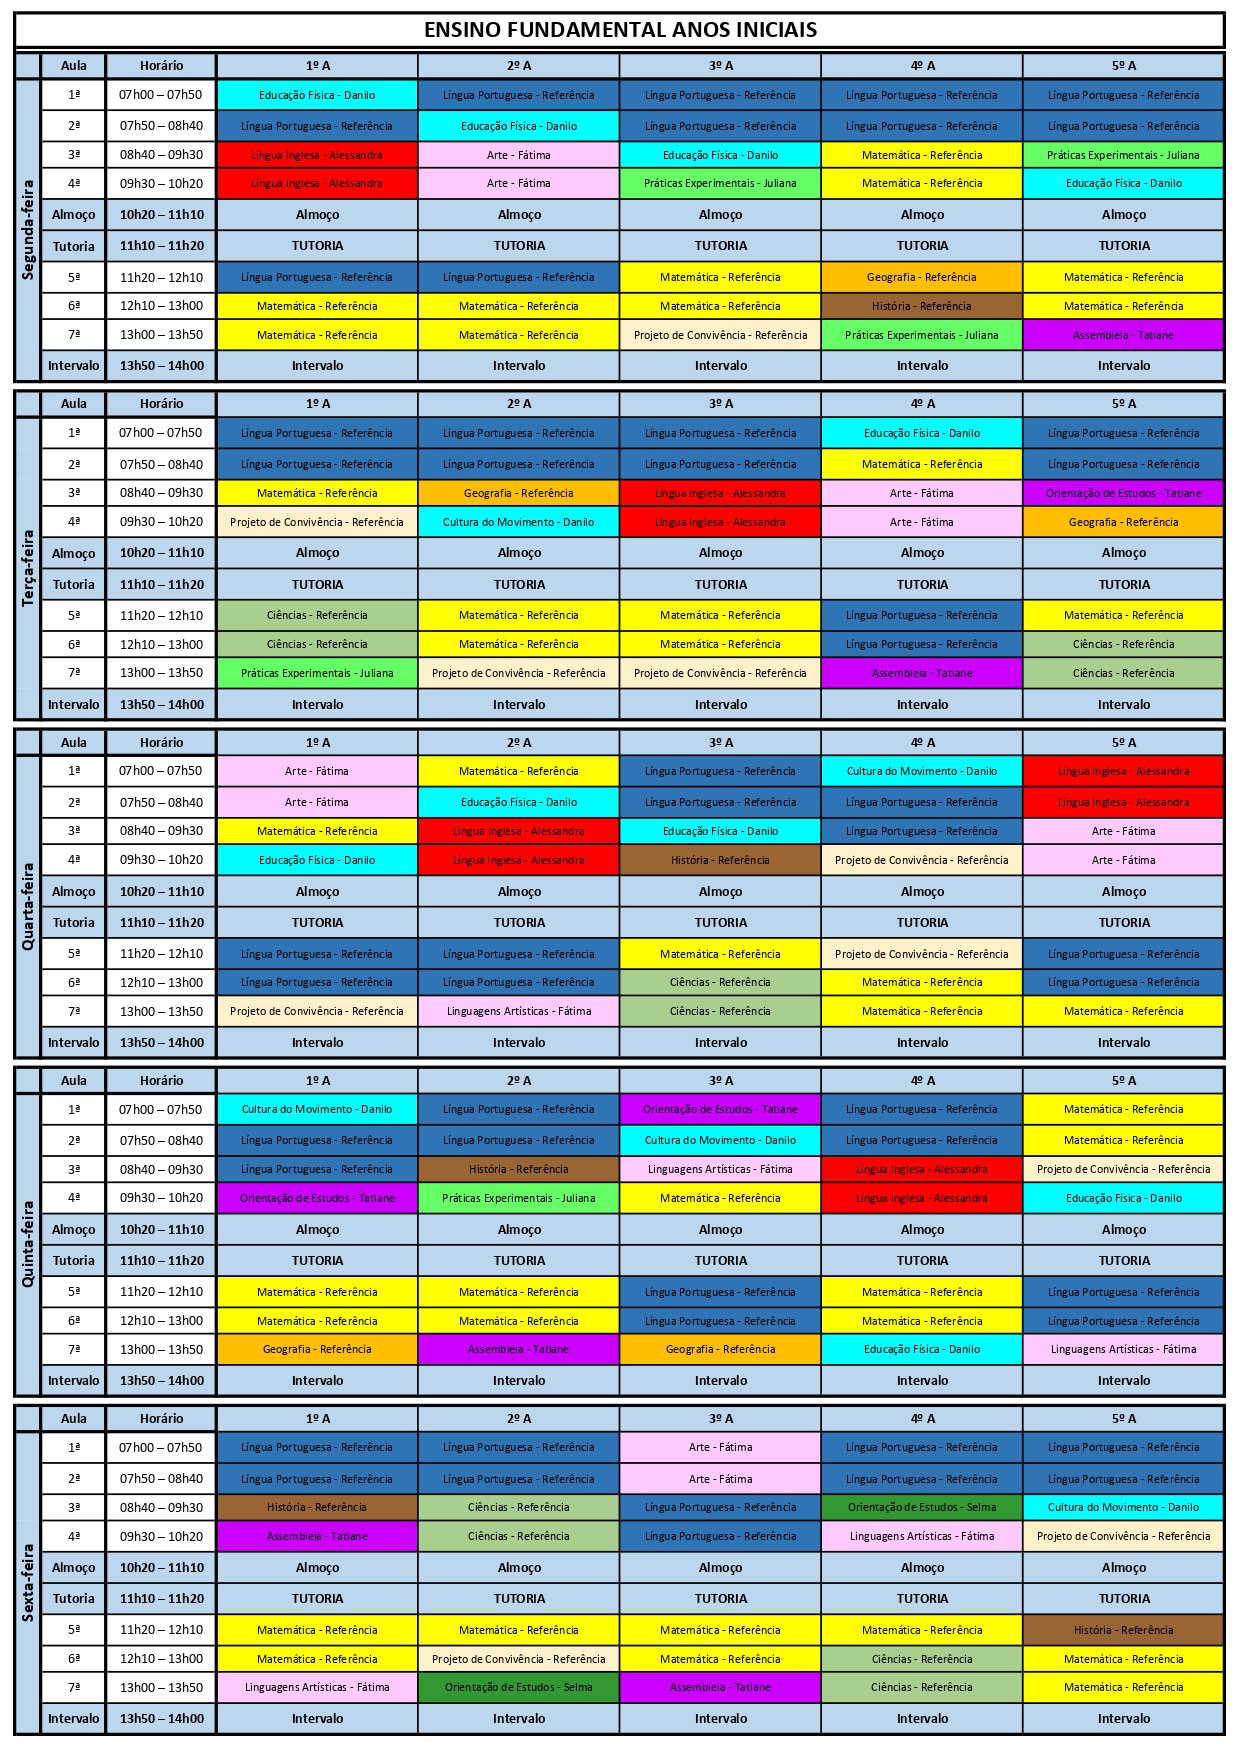 ENSINO FUNDAMENTAL ANOS INICIAIS
Aula Horário 1º A 2º A 3º A 4º A 5º A
Segunda-feira
1ª 07h00 – 07h50 Educação Física - Danilo Língua Portuguesa - Referência Língua Portuguesa - Referência Língua Portuguesa - Referência Língua Portuguesa - Referência
2ª 07h50 – 08h40 Língua Portuguesa - Referência Educação Física - Danilo Língua Portuguesa - Referência Língua Portuguesa - Referência Língua Portuguesa - Referência
3ª 08h40 – 09h30 Língua Inglesa - Alessandra Arte - Fátima Educação Física - Danilo Matemática - Referência Práticas Experimentais - Juliana
4ª 09h30 – 10h20 Língua Inglesa - Alessandra Arte - Fátima Práticas Experimentais - Juliana Matemática - Referência Educação Física - Danilo
Almoço 10h20 – 11h10 Almoço Almoço Almoço Almoço Almoço
Tutoria 11h10 – 11h20 TUTORIA TUTORIA TUTORIA TUTORIA TUTORIA
5ª 11h20 – 12h10 Língua Portuguesa - Referência Língua Portuguesa - Referência Matemática - Referência Geografia - Referência Matemática - Referência
6ª 12h10 – 13h00 Matemática - Referência Matemática - Referência Matemática - Referência História - Referência Matemática - Referência
7ª 13h00 – 13h50 Matemática - Referência Matemática - Referência Projeto de Convivência - Referência Práticas Experimentais - Juliana Assembleia - Tatiane
Intervalo 13h50 – 14h00 Intervalo Intervalo Intervalo Intervalo Intervalo
Aula Horário 1º A 2º A 3º A 4º A 5º A
Terça-feira
1ª 07h00 – 07h50 Língua Portuguesa - Referência Língua Portuguesa - Referência Língua Portuguesa - Referência Educação Física - Danilo Língua Portuguesa - Referência
2ª 07h50 – 08h40 Língua Portuguesa - Referência Língua Portuguesa - Referência Língua Portuguesa - Referência Matemática - Referência Língua Portuguesa - Referência
3ª 08h40 – 09h30 Matemática - Referência Geografia - Referência Língua Inglesa - Alessandra Arte - Fátima Orientação de Estudos - Tatiane
4ª 09h30 – 10h20 Projeto de Convivência - Referência Cultura do Movimento - Danilo Língua Inglesa - Alessandra Arte - Fátima Geografia - Referência
Almoço 10h20 – 11h10 Almoço Almoço Almoço Almoço Almoço
Tutoria 11h10 – 11h20 TUTORIA TUTORIA TUTORIA TUTORIA TUTORIA
5ª 11h20 – 12h10 Ciências - Referência Matemática - Referência Matemática - Referência Língua Portuguesa - Referência Matemática - Referência
6ª 12h10 – 13h00 Ciências - Referência Matemática - Referência Matemática - Referência Língua Portuguesa - Referência Ciências - Referência
7ª 13h00 – 13h50 Práticas Experimentais - Juliana Projeto de Convivência - Referência Projeto de Convivência - Referência Assembleia - Tatiane Ciências - Referência
Intervalo 13h50 – 14h00 Intervalo Intervalo Intervalo Intervalo Intervalo
Aula Horário 1º A 2º A 3º A 4º A 5º A
Quarta-feira
1ª 07h00 – 07h50 Arte - Fátima Matemática - Referência Língua Portuguesa - Referência Cultura do Movimento - Danilo Língua Inglesa - Alessandra
2ª 07h50 – 08h40 Arte - Fátima Educação Física - Danilo Língua Portuguesa - Referência Língua Portuguesa - Referência Língua Inglesa - Alessandra
3ª 08h40 – 09h30 Matemática - Referência Língua Inglesa - Alessandra Educação Física - Danilo Língua Portuguesa - Referência Arte - Fátima
4ª 09h30 – 10h20 Educação Física - Danilo Língua Inglesa - Alessandra História - Referência Projeto de Convivência - Referência Arte - Fátima
Almoço 10h20 – 11h10 Almoço Almoço Almoço Almoço Almoço
Tutoria 11h10 – 11h20 TUTORIA TUTORIA TUTORIA TUTORIA TUTORIA
5ª 11h20 – 12h10 Língua Portuguesa - Referência Língua Portuguesa - Referência Matemática - Referência Projeto de Convivência - Referência Língua Portuguesa - Referência
6ª 12h10 – 13h00 Língua Portuguesa - Referência Língua Portuguesa - Referência Ciências - Referência Matemática - Referência Língua Portuguesa - Referência
7ª 13h00 – 13h50 Projeto de Convivência - Referência Linguagens Artísticas - Fátima Ciências - Referência Matemática - Referência Matemática - Referência
Intervalo 13h50 – 14h00 Intervalo Intervalo Intervalo Intervalo Intervalo
Aula Horário 1º A 2º A 3º A 4º A 5º A
Quinta-feira
1ª 07h00 – 07h50 Cultura do Movimento - Danilo Língua Portuguesa - Referência Orientação de Estudos - Tatiane Língua Portuguesa - Referência Matemática - Referência
2ª 07h50 – 08h40 Língua Portuguesa - Referência Língua Portuguesa - Referência Cultura do Movimento - Danilo Língua Portuguesa - Referência Matemática - Referência
3ª 08h40 – 09h30 Língua Portuguesa - Referência História - Referência Linguagens Artísticas - Fátima Língua Inglesa - Alessandra Projeto de Convivência - Referência
4ª 09h30 – 10h20 Orientação de Estudos - Tatiane Práticas Experimentais - Juliana Matemática - Referência Língua Inglesa - Alessandra Educação Física - Danilo
Almoço 10h20 – 11h10 Almoço Almoço Almoço Almoço Almoço
Tutoria 11h10 – 11h20 TUTORIA TUTORIA TUTORIA TUTORIA TUTORIA
5ª 11h20 – 12h10 Matemática - Referência Matemática - Referência Língua Portuguesa - Referência Matemática - Referência Língua Portuguesa - Referência
6ª 12h10 – 13h00 Matemática - Referência Matemática - Referência Língua Portuguesa - Referência Matemática - Referência Língua Portuguesa - Referência
7ª 13h00 – 13h50 Geografia - Referência Assembleia - Tatiane Geografia - Referência Educação Física - Danilo Linguagens Artísticas - Fátima
Intervalo 13h50 – 14h00 Intervalo Intervalo Intervalo Intervalo Intervalo
Aula Horário 1º A 2º A 3º A 4º A 5º A
Sexta-feira
1ª 07h00 – 07h50 Língua Portuguesa - Referência Língua Portuguesa - Referência Arte - Fátima Língua Portuguesa - Referência Língua Portuguesa - Referência
2ª 07h50 – 08h40 Língua Portuguesa - Referência Língua Portuguesa - Referência Arte - Fátima Língua Portuguesa - Referência Língua Portuguesa - Referência
3ª 08h40 – 09h30 História - Referência Ciências - Referência Língua Portuguesa - Referência Orientação de Estudos - Selma Cultura do Movimento - Danilo
4ª 09h30 – 10h20 Assembleia - Tatiane Ciências - Referência Língua Portuguesa - Referência Linguagens Artísticas - Fátima Projeto de Convivência - Referência
Almoço 10h20 – 11h10 Almoço Almoço Almoço Almoço Almoço
Tutoria 11h10 – 11h20 TUTORIA TUTORIA TUTORIA TUTORIA TUTORIA
5ª 11h20 – 12h10 Matemática - Referência Matemática - Referência Matemática - Referência Matemática - Referência História - Referência
6ª 12h10 – 13h00 Matemática - Referência Projeto de Convivência - Referência Matemática - Referência Ciências - Referência Matemática - Referência
7ª 13h00 – 13h50 Linguagens Artísticas - Fátima Orientação de Estudos - Selma Assembleia - Tatiane Ciências - Referência Matemática - Referência
Intervalo 13h50 – 14h00 Intervalo Intervalo Intervalo Intervalo Intervalo